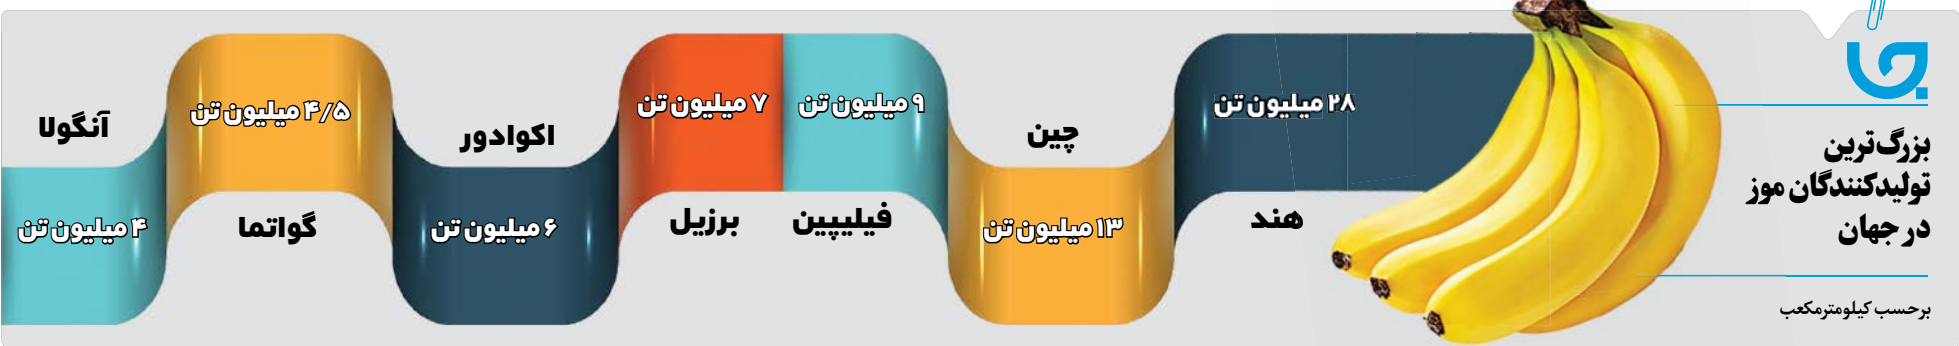 بزرگ‌ترین
تولیدکنندگان موز
در جهان
برحسب کیلومترمکعب
۲۸ میلیون تن
هند
چین
۱۳ میلیون تن
۹ میلیون تن
فیلیپین
۷ میلیون تن
برزیل
اکوادور
۶ میلیون تن
۴/۵ میلیون تن
گواتما
آنگولا
۴ میلیون تن